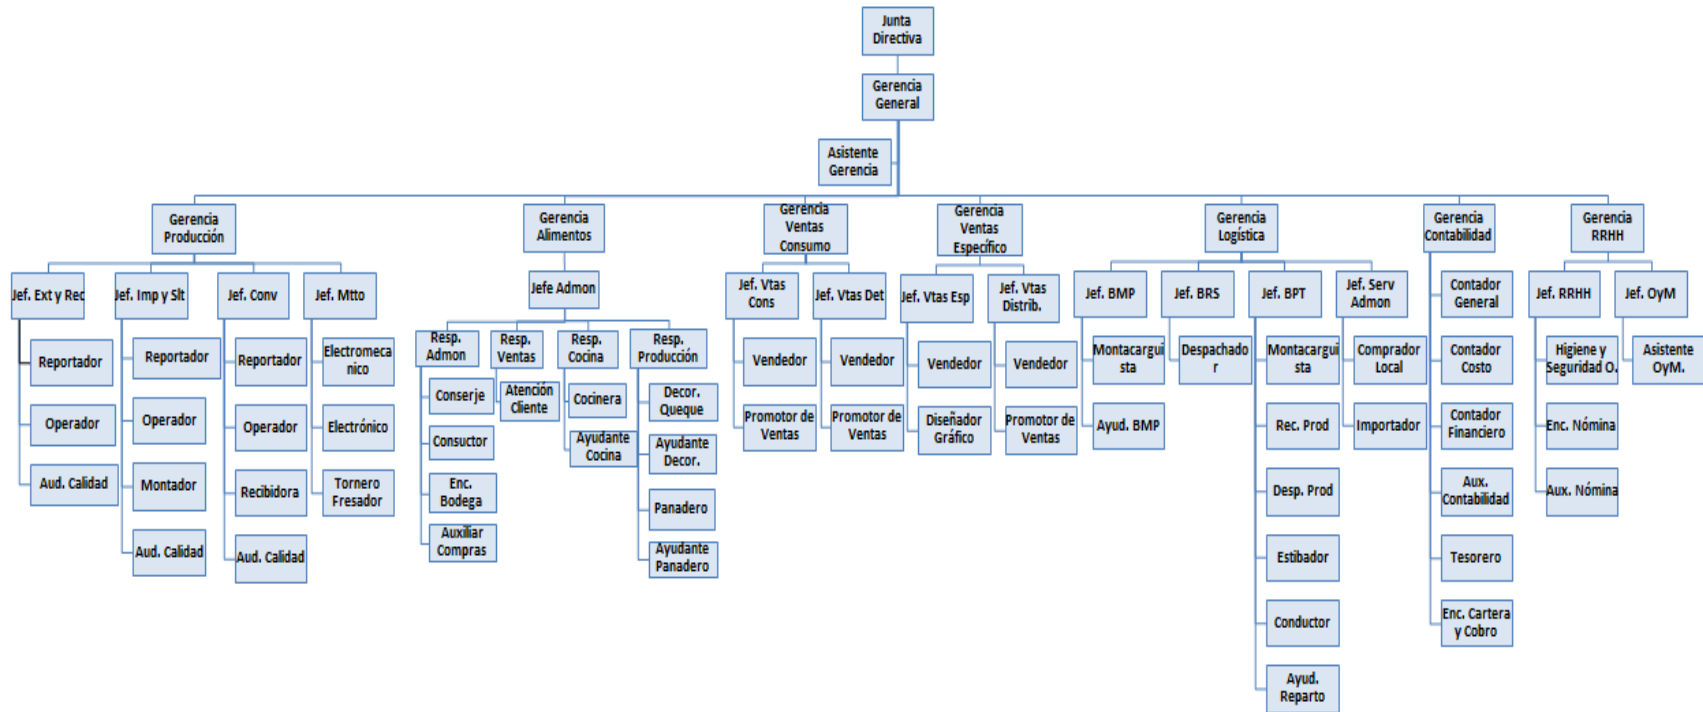 Junta
Directiva
Gerencia
General
Asistente
Gerencia
Gerencia
Producción
Gerencia
Alimentos
Gerencia
Ventas
Consumo
Gerencia
Ventas
Específico
Gerencia
Logística
Gerencia
Contabilidad
Gerencia
RRHH
Jef. Ext y Rec
Jef. Imp y Slt
Jef. Conv
Jef. Mtto
Jefe Admon
Jef. Vtas
Cons
Jef. Vtas Det
Jef. Vtas Esp
Jef. Vtas
Distrib.
Jef. BMP
Jef. BRS
Jef. BPT
Jef. Serv
Admon
Contador
General
Jef. RRHH
Jef. OyM
Reportador
Operador
Aud. Calidad
Reportador
Operador
Montador
Aud. Calidad
Reportador
Operador
Recibidora
Aud. Calidad
Electromeca
nico
Electrónico
Tornero
Fresador
Resp.
Admon
Resp.
Ventas
Resp.
Cocina
Resp.
Producción
Conserje
Consuctor
Enc.
Bodega
Auxiliar
Compras
Atención
Cliente
Cocinera
Ayudante
Cocina
Decor.
Queque
Ayudante
Decor.
Panadero
Ayudante
Panadero
Vendedor
Promotor de
Ventas
Vendedor
Promotor de
Ventas
Vendedor
Diseñador
Gráfico
Vendedor
Promotor de
Ventas
Montacargui
sta
Ayud. BMP
Despachado
r
Montacargui
sta
Rec. Prod
Desp. Prod
Estibador
Conductor
Ayud.
Reparto
Comprador
Local
Importador
Contador
Costo
Contador
Financiero
Aux.
Contabilidad
Tesorero
Enc. Cartera
y Cobro
Higiene y
Seguridad O.
Enc. Nómina
Aux. Nómina
Asistente
OyM.